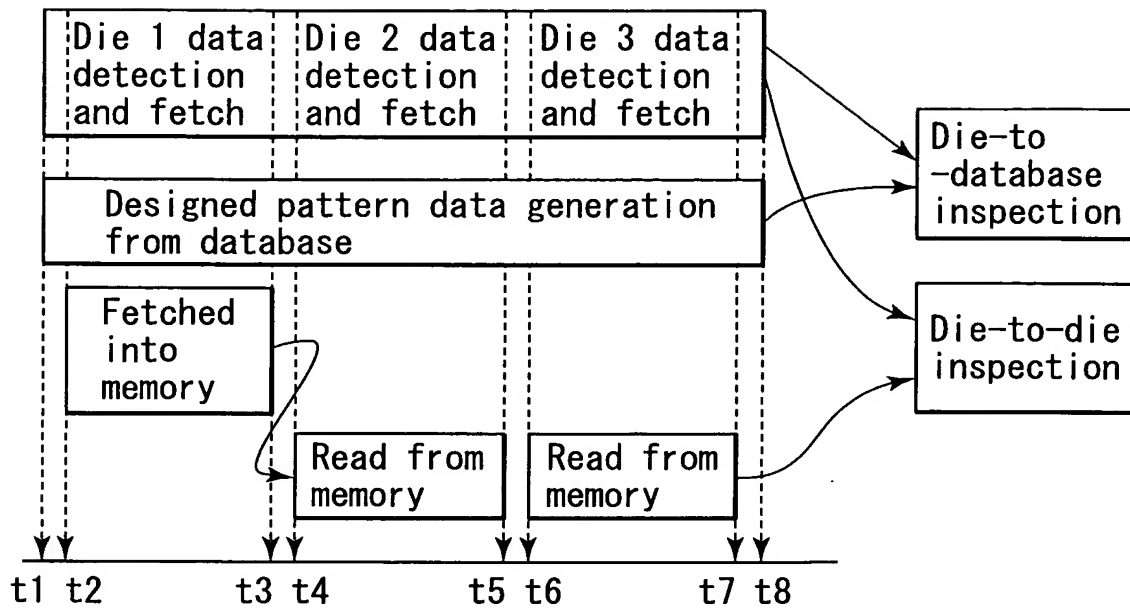 Die 1 data
detection
and fetch
Die 2 data
detection
and fetch
Die 3 data
detection
and fetch
Designed pattern data generation
from database
Fetched
into
memory
Read from
memory
Read from
memory
Die-to
-database
inspection
Die-to-die
inspection
t1 t2 t3 t4 t5 t6 t7 t8